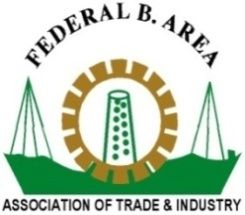 FEDERAL B. AREA
ASSOCIATION OF TRADE & INDUSTRY